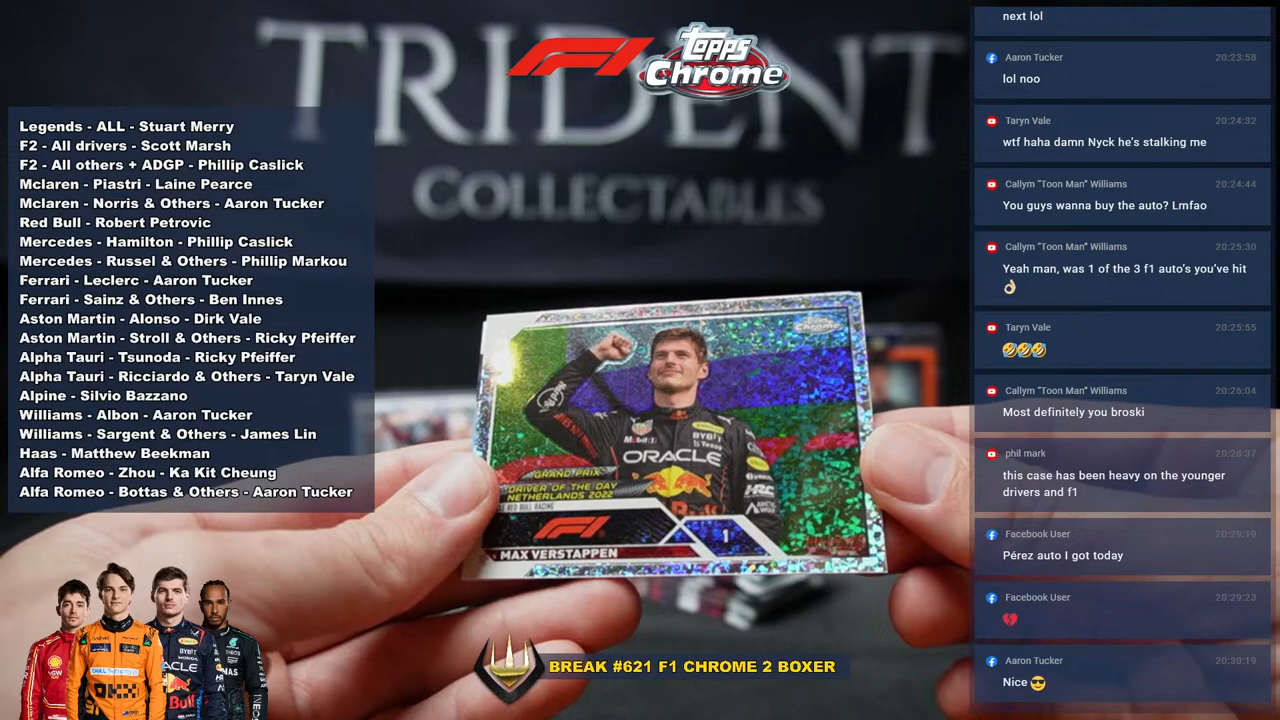 TRIDENT
COLLECTABLES
F1
Topps
Chrome
Legends - ALL - Stuart Merry
F2 - All drivers - Scott Marsh
F2 - All others + ADGP - Phillip Caslick
Mclaren - Piastri - Laine Pearce
Mclaren - Norris & Others - Aaron Tucker
Red Bull - Robert Petrovic
Mercedes - Hamilton - Phillip Caslick
Mercedes - Russel & Others - Phillip Markou
Ferrari - Leclerc - Aaron Tucker
Ferrari - Sainz & Others - Ben Innes
Aston Martin - Alonso - Dirk Vale
Aston Martin - Stroll & Others - Ricky Pfeiffer
Alpha Tauri - Tsunoda - Ricky Pfeiffer
Alpha Tauri - Ricciardo & Others - Taryn Vale
Alpine - Silvio Bazzano
Williams - Albon - Aaron Tucker
Williams - Sargent & Others - James Lin
Haas - Matthew Beekman
Alfa Romeo - Zhou - Ka Kit Cheung
Alfa Romeo - Bottas & Others - Aaron Tucker
Chrome
BYBIT
ORACLE
Red Bull
HRC
GRAND PRIX
DRIVER OF THE DAY
NETHERLANDS 2022
RED BULL RACING
F1
1
MAX VERSTAPPEN
BREAK #621 F1 CHROME 2 BOXER
next lol
Aaron Tucker 20:23:58
lol noo
Taryn Vale 20:24:32
wtf haha damn Nyck he's stalking me
Callym "Toon Man" Williams 20:24:44
You guys wanna buy the auto? Lmfao
Callym "Toon Man" Williams 20:25:30
Yeah man, was 1 of the 3 f1 auto's you've hit
👌🏼
Taryn Vale 20:25:55
🤣🤣🤣
Callym "Toon Man" Williams 20:26:04
Most definitely you broski
phil mark 20:28:37
this case has been heavy on the younger
drivers and f1
Facebook User 20:29:19
Pérez auto I got today
Facebook User 20:29:23
💔
Aaron Tucker 20:30:19
Nice 😎